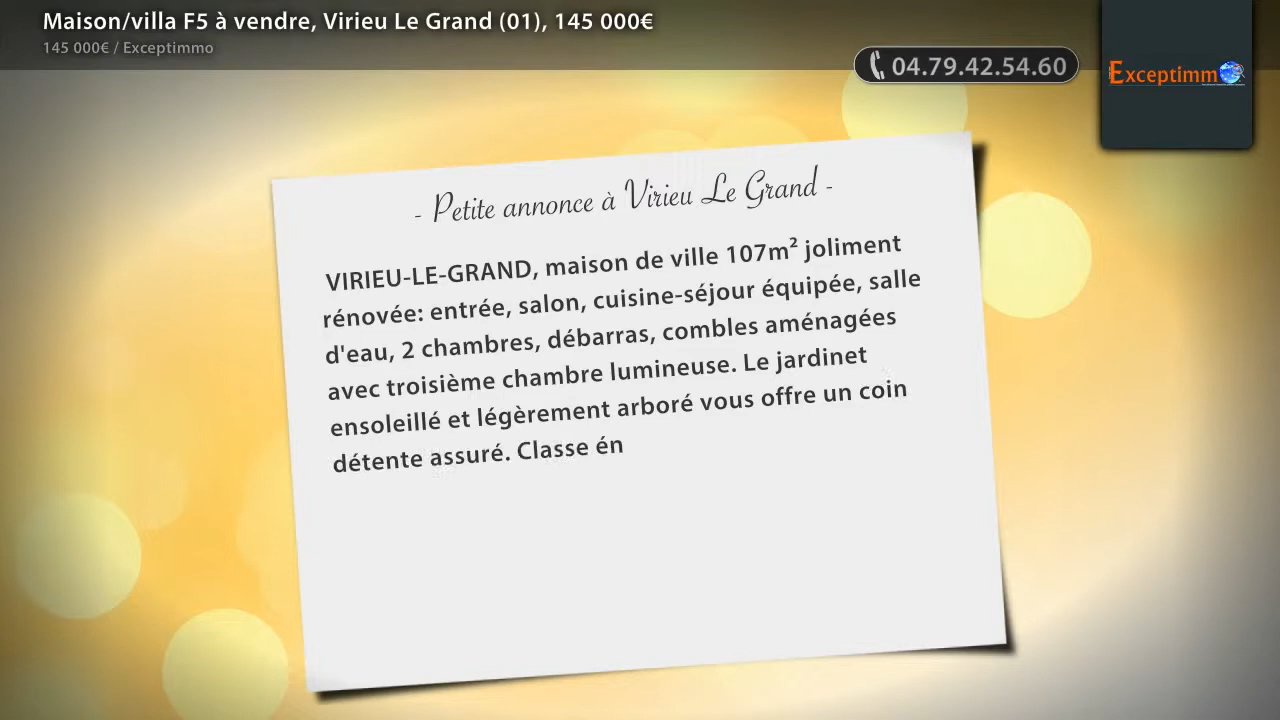 Maison/villa F5 à vendre, Virieu Le Grand (01), 145 000€
145 000€ / Exceptimmo
04.79.42.54.60
Exceptimm
- Petite annonce à Virieu Le Grand -
VIRIEU-LE-GRAND, maison de ville 107m² joliment
rénovée: entrée, salon, cuisine-séjour équipée, salle
d'eau, 2 chambres, débarras, combles aménagées
avec troisième chambre lumineuse. Le jardinet
ensoleillé et légèrement arboré vous offre un coin
détente assuré. Classe én